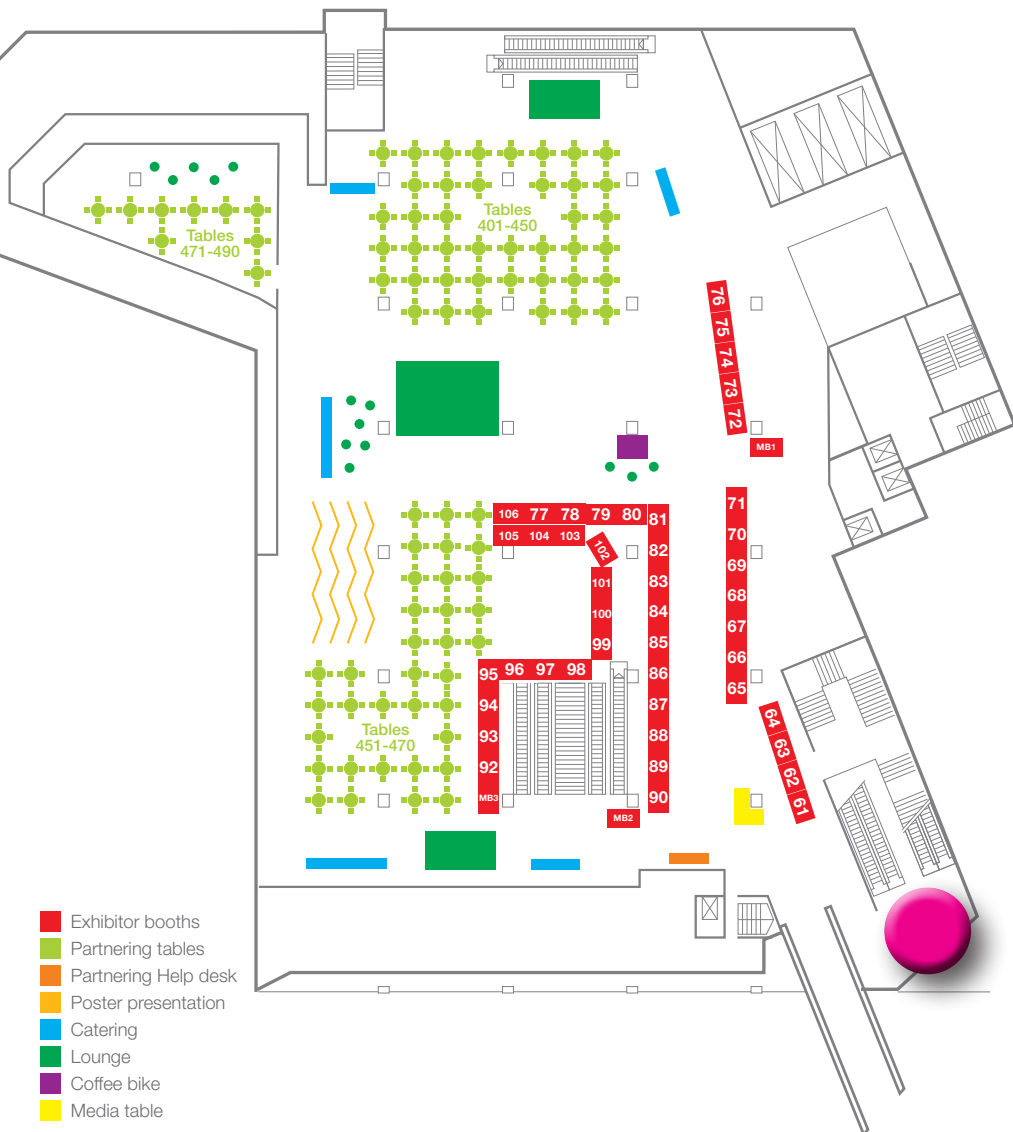 Tables
401-450
Tables
471-490
76
75
74
73
72
MB1
71
70
69
68
67
66
65
64
63
62
61
106 77 78 79 80
81
105 104 103
102
82
101
83
100
84
99
85
95 96 97 98
86
94
87
93
88
92
89
MB3
90
MB2
Tables
451-470
Exhibitor booths
Partnering tables
Partnering Help desk
Poster presentation
Catering
Lounge
Coffee bike
Media table